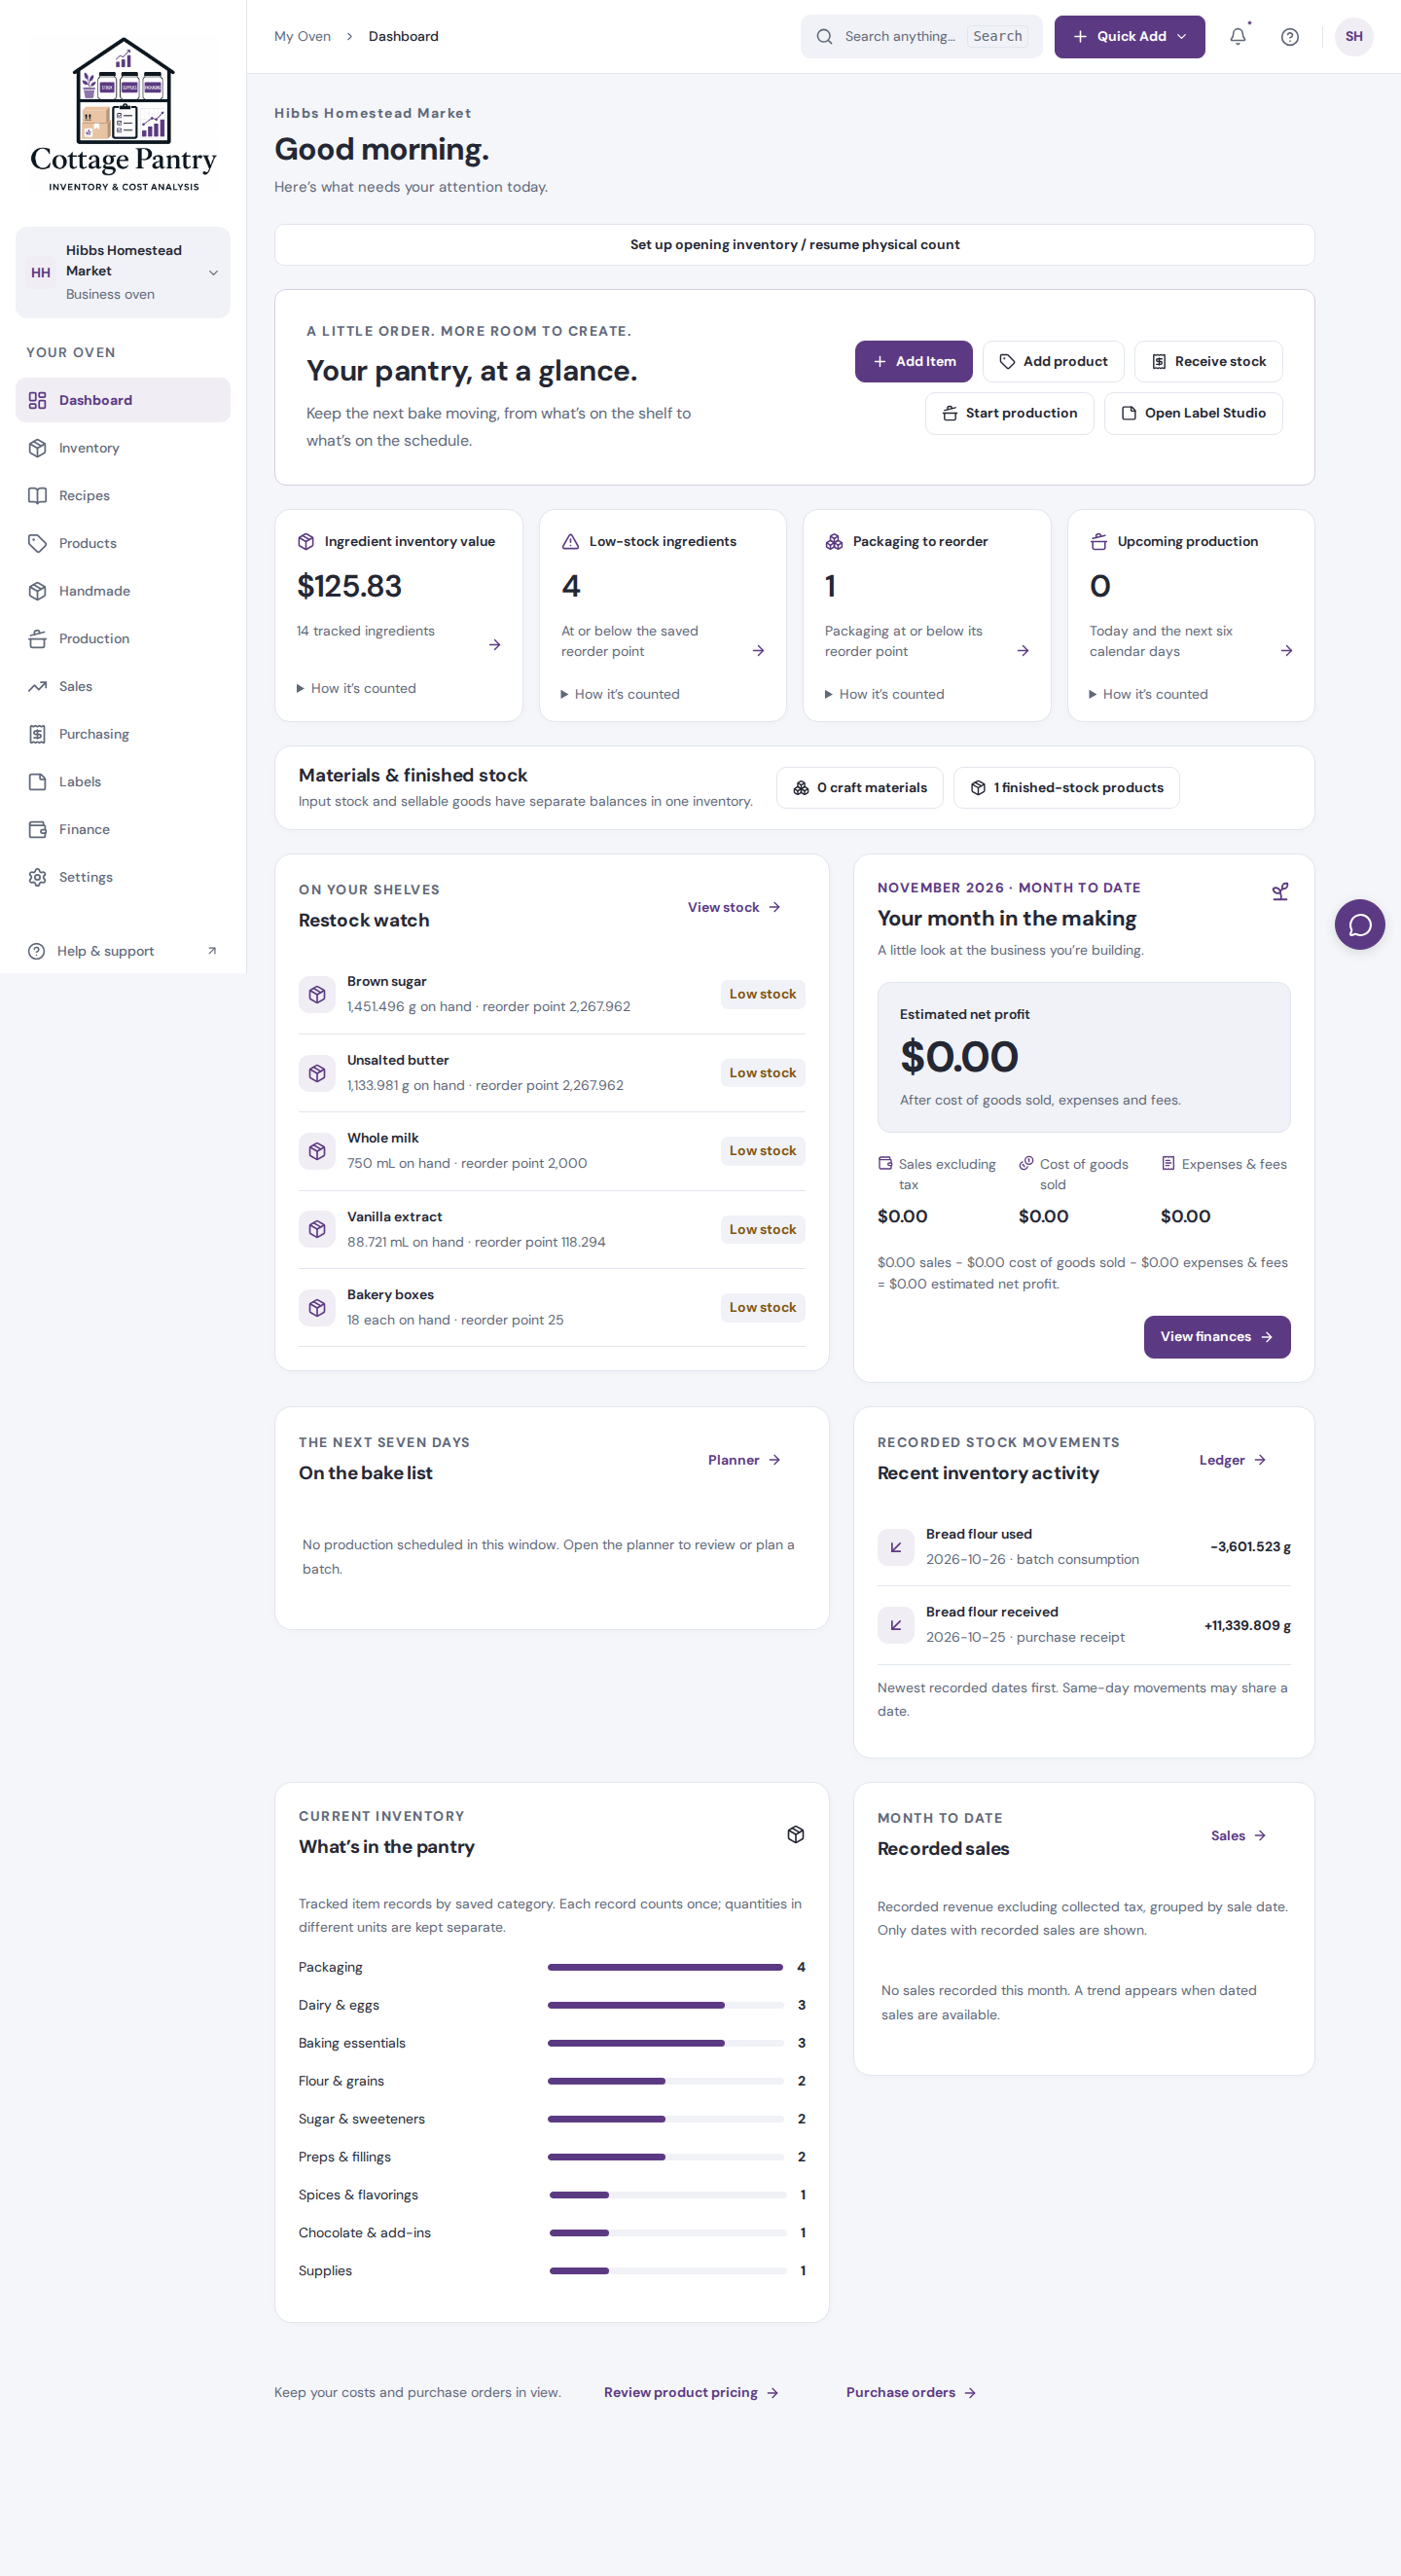 Cottage Pantry
INVENTORY & COST ANALYSIS
HH
Hibbs Homestead
Market
Business oven
YOUR OVEN
Dashboard
Inventory
Recipes
Products
Handmade
Production
Sales
Purchasing
Labels
Finance
Settings
Help & support
My Oven
Dashboard
Search anything...
Search
Quick Add
SH
Hibbs Homestead Market
Good morning.
Here's what needs your attention today.
Set up opening inventory / resume physical count
A LITTLE ORDER. MORE ROOM TO CREATE.
Your pantry, at a glance.
Keep the next bake moving, from what's on the shelf to
what's on the schedule.
Add Item
Add product
Receive stock
Start production
Open Label Studio
Ingredient inventory value
$125.83
14 tracked ingredients
How it's counted
Low-stock ingredients
4
At or below the saved
reorder point
How it's counted
Packaging to reorder
1
Packaging at or below its
reorder point
How it's counted
Upcoming production
0
Today and the next six
calendar days
How it's counted
Materials & finished stock
Input stock and sellable goods have separate balances in one inventory.
0 craft materials
1 finished-stock products
ON YOUR SHELVES
Restock watch
View stock
Brown sugar
1,451.496 g on hand · reorder point 2,267.962
Low stock
Unsalted butter
1,133.981 g on hand · reorder point 2,267.962
Low stock
Whole milk
750 mL on hand · reorder point 2,000
Low stock
Vanilla extract
88.721 mL on hand · reorder point 118.294
Low stock
Bakery boxes
18 each on hand · reorder point 25
Low stock
NOVEMBER 2026 · MONTH TO DATE
Your month in the making
A little look at the business you're building.
Estimated net profit
$0.00
After cost of goods sold, expenses and fees.
Sales excluding
tax
$0.00
Cost of goods
sold
$0.00
Expenses & fees
$0.00
$0.00 sales − $0.00 cost of goods sold − $0.00 expenses & fees
= $0.00 estimated net profit.
View finances
THE NEXT SEVEN DAYS
On the bake list
Planner
No production scheduled in this window. Open the planner to review or plan a
batch.
RECORDED STOCK MOVEMENTS
Recent inventory activity
Ledger
Bread flour used
2026-10-26 · batch consumption
-3,601.523 g
Bread flour received
2026-10-25 · purchase receipt
+11,339.809 g
Newest recorded dates first. Same-day movements may share a
date.
CURRENT INVENTORY
What's in the pantry
Tracked item records by saved category. Each record counts once; quantities in
different units are kept separate.
Packaging 4
Dairy & eggs 3
Baking essentials 3
Flour & grains 2
Sugar & sweeteners 2
Preps & fillings 2
Spices & flavorings 1
Chocolate & add-ins 1
Supplies 1
MONTH TO DATE
Recorded sales
Sales
Recorded revenue excluding collected tax, grouped by sale date.
Only dates with recorded sales are shown.
No sales recorded this month. A trend appears when dated
sales are available.
Keep your costs and purchase orders in view.
Review product pricing
Purchase orders